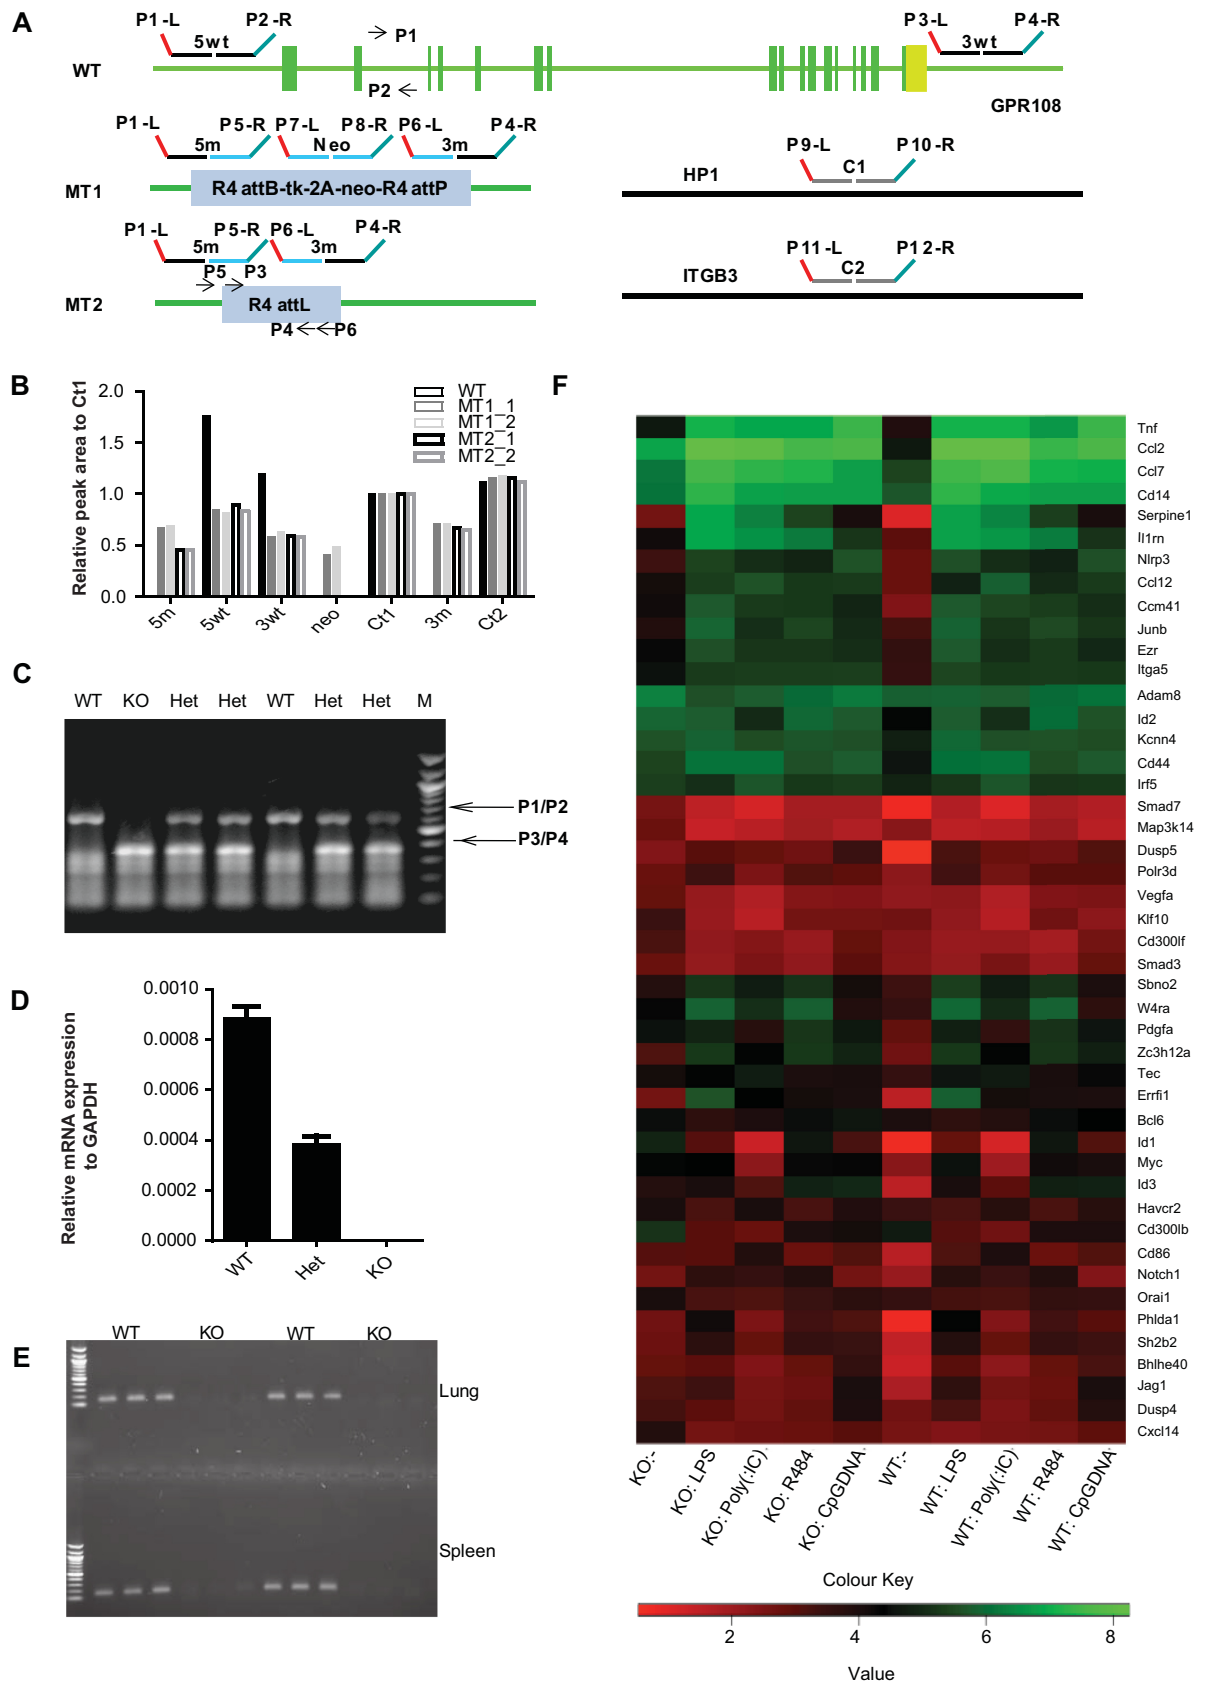 A
P1-L
P2-R
5wt
P1
P2
P3-L
P4-R
3wt
WT
GPR108
P1-L
P5-R
P7-L
P8-R
P6-L
P4-R
5m
Neo
3m
R4 attB-tk-2A-neo-R4 attP
MT1
P9-L
P10-R
C1
HP1
P1-L
P5-R
P6-L
P4-R
5m
3m
P5
P3
R4 attL
MT2
P4
P6
P11-L
P12-R
C2
ITGB3
B
Relative peak area to Ct1
2.0
1.5
1.0
0.5
0.0
WT
MT1_1
MT1_2
MT2_1
MT2_2
5m
5wt
3wt
neo
Ct1
3m
Ct2
C
WT KO Het Het WT Het Het M
P1/P2
P3/P4
D
Relative mRNA expression
to GAPDH
0.0010
0.0008
0.0006
0.0004
0.0002
0.0000
WT
Het
KO
E
WT KO WT KO
Lung
Spleen
F
Tnf
Ccl2
Ccl7
Cd14
Serpine1
Il1rn
Nlrp3
Ccl12
Ccm41
Junb
Ezr
Itga5
Adam8
Id2
Kcnn4
Cd44
Irf5
Smad7
Map3k14
Dusp5
Polr3d
Vegfa
Klf10
Cd300lf
Smad3
Sbno2
W4ra
Pdgfa
Zc3h12a
Tec
Errfi1
Bcl6
Id1
Myc
Id3
Havcr2
Cd300lb
Cd86
Notch1
Orai1
Phlda1
Sh2b2
Bhlhe40
Jag1
Dusp4
Cxcl14
KO:-
KO: LPS
KO: Poly(:IC)
KO: R484
KO: CpGDNA
WT:-
WT: LPS
WT: Poly(:IC)
WT: R484
WT: CpGDNA
Colour Key
2 4 6 8
Value